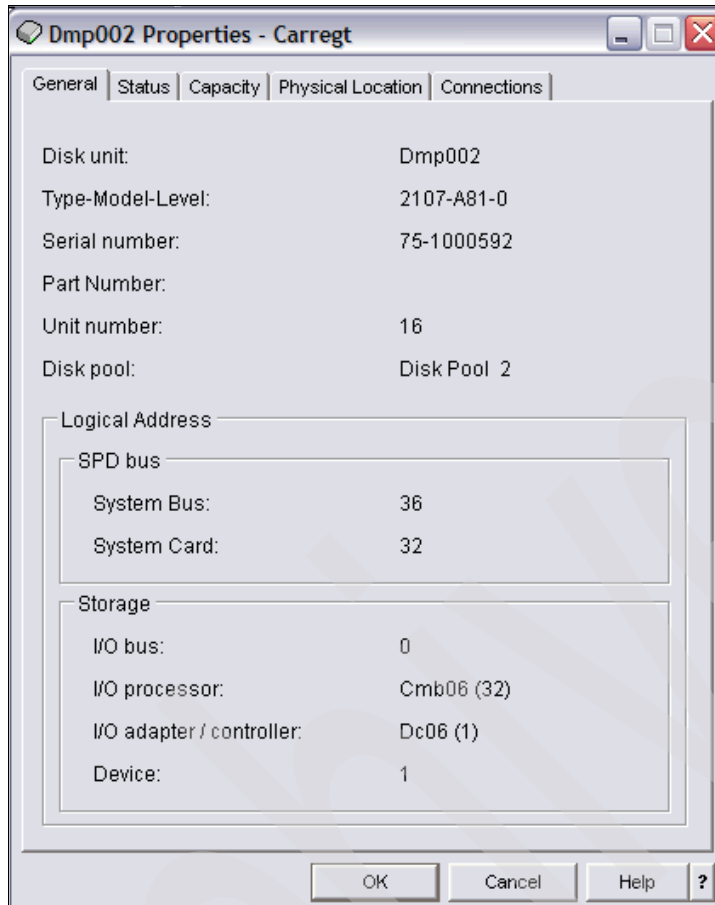 Dmp002 Properties - Carregt
General Status Capacity Physical Location Connections
Disk unit: Dmp002
Type-Model-Level: 2107-A81-0
Serial number: 75-1000592
Part Number:
Unit number: 16
Disk pool: Disk Pool 2
Logical Address
SPD bus
System Bus: 36
System Card: 32
Storage
I/O bus: 0
I/O processor: Cmb06 (32)
I/O adapter / controller: Dc06 (1)
Device: 1
OK Cancel Help ?